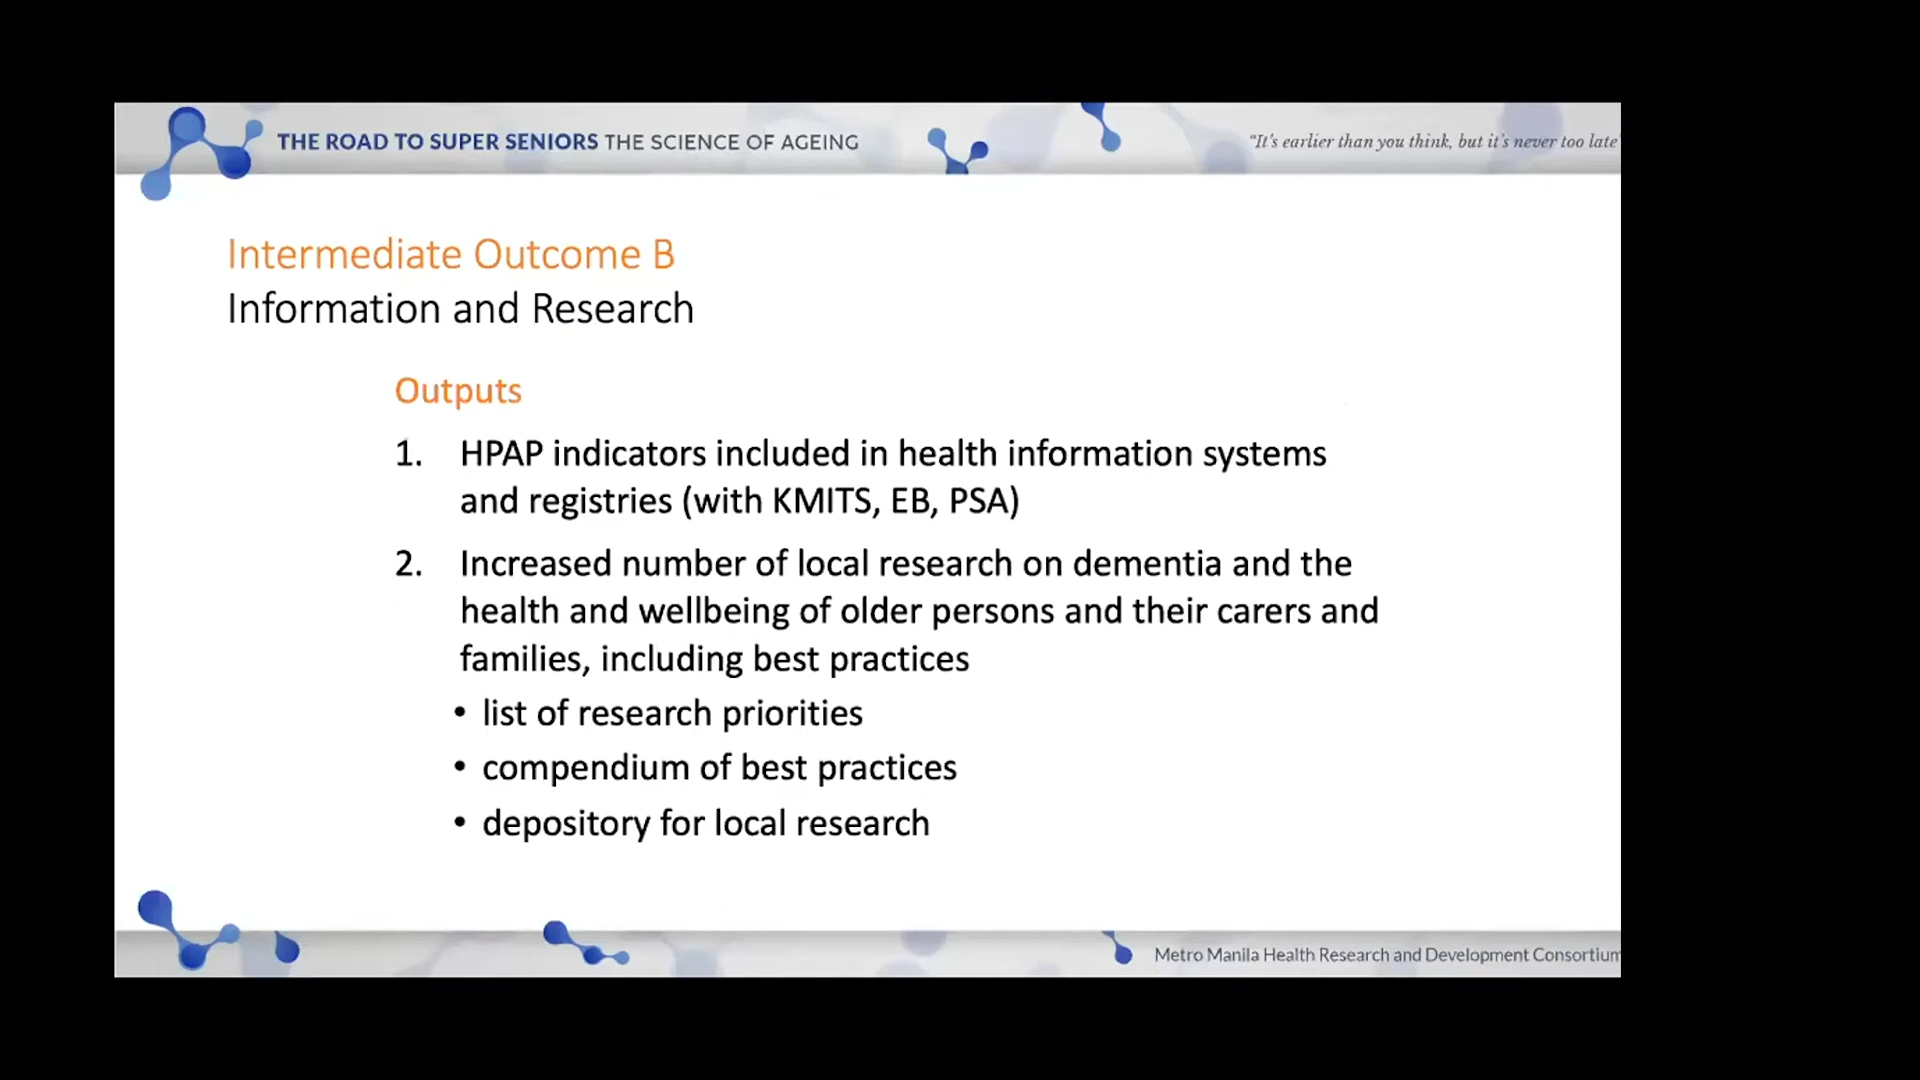 THE ROAD TO SUPER SENIORS THE SCIENCE OF AGEING
“It’s earlier than you think, but it’s never too late”
Intermediate Outcome B
Information and Research
Outputs
1. HPAP indicators included in health information systems
and registries (with KMITS, EB, PSA)
2. Increased number of local research on dementia and the
health and wellbeing of older persons and their carers and
families, including best practices
• list of research priorities
• compendium of best practices
• depository for local research
Metro Manila Health Research and Development Consortium